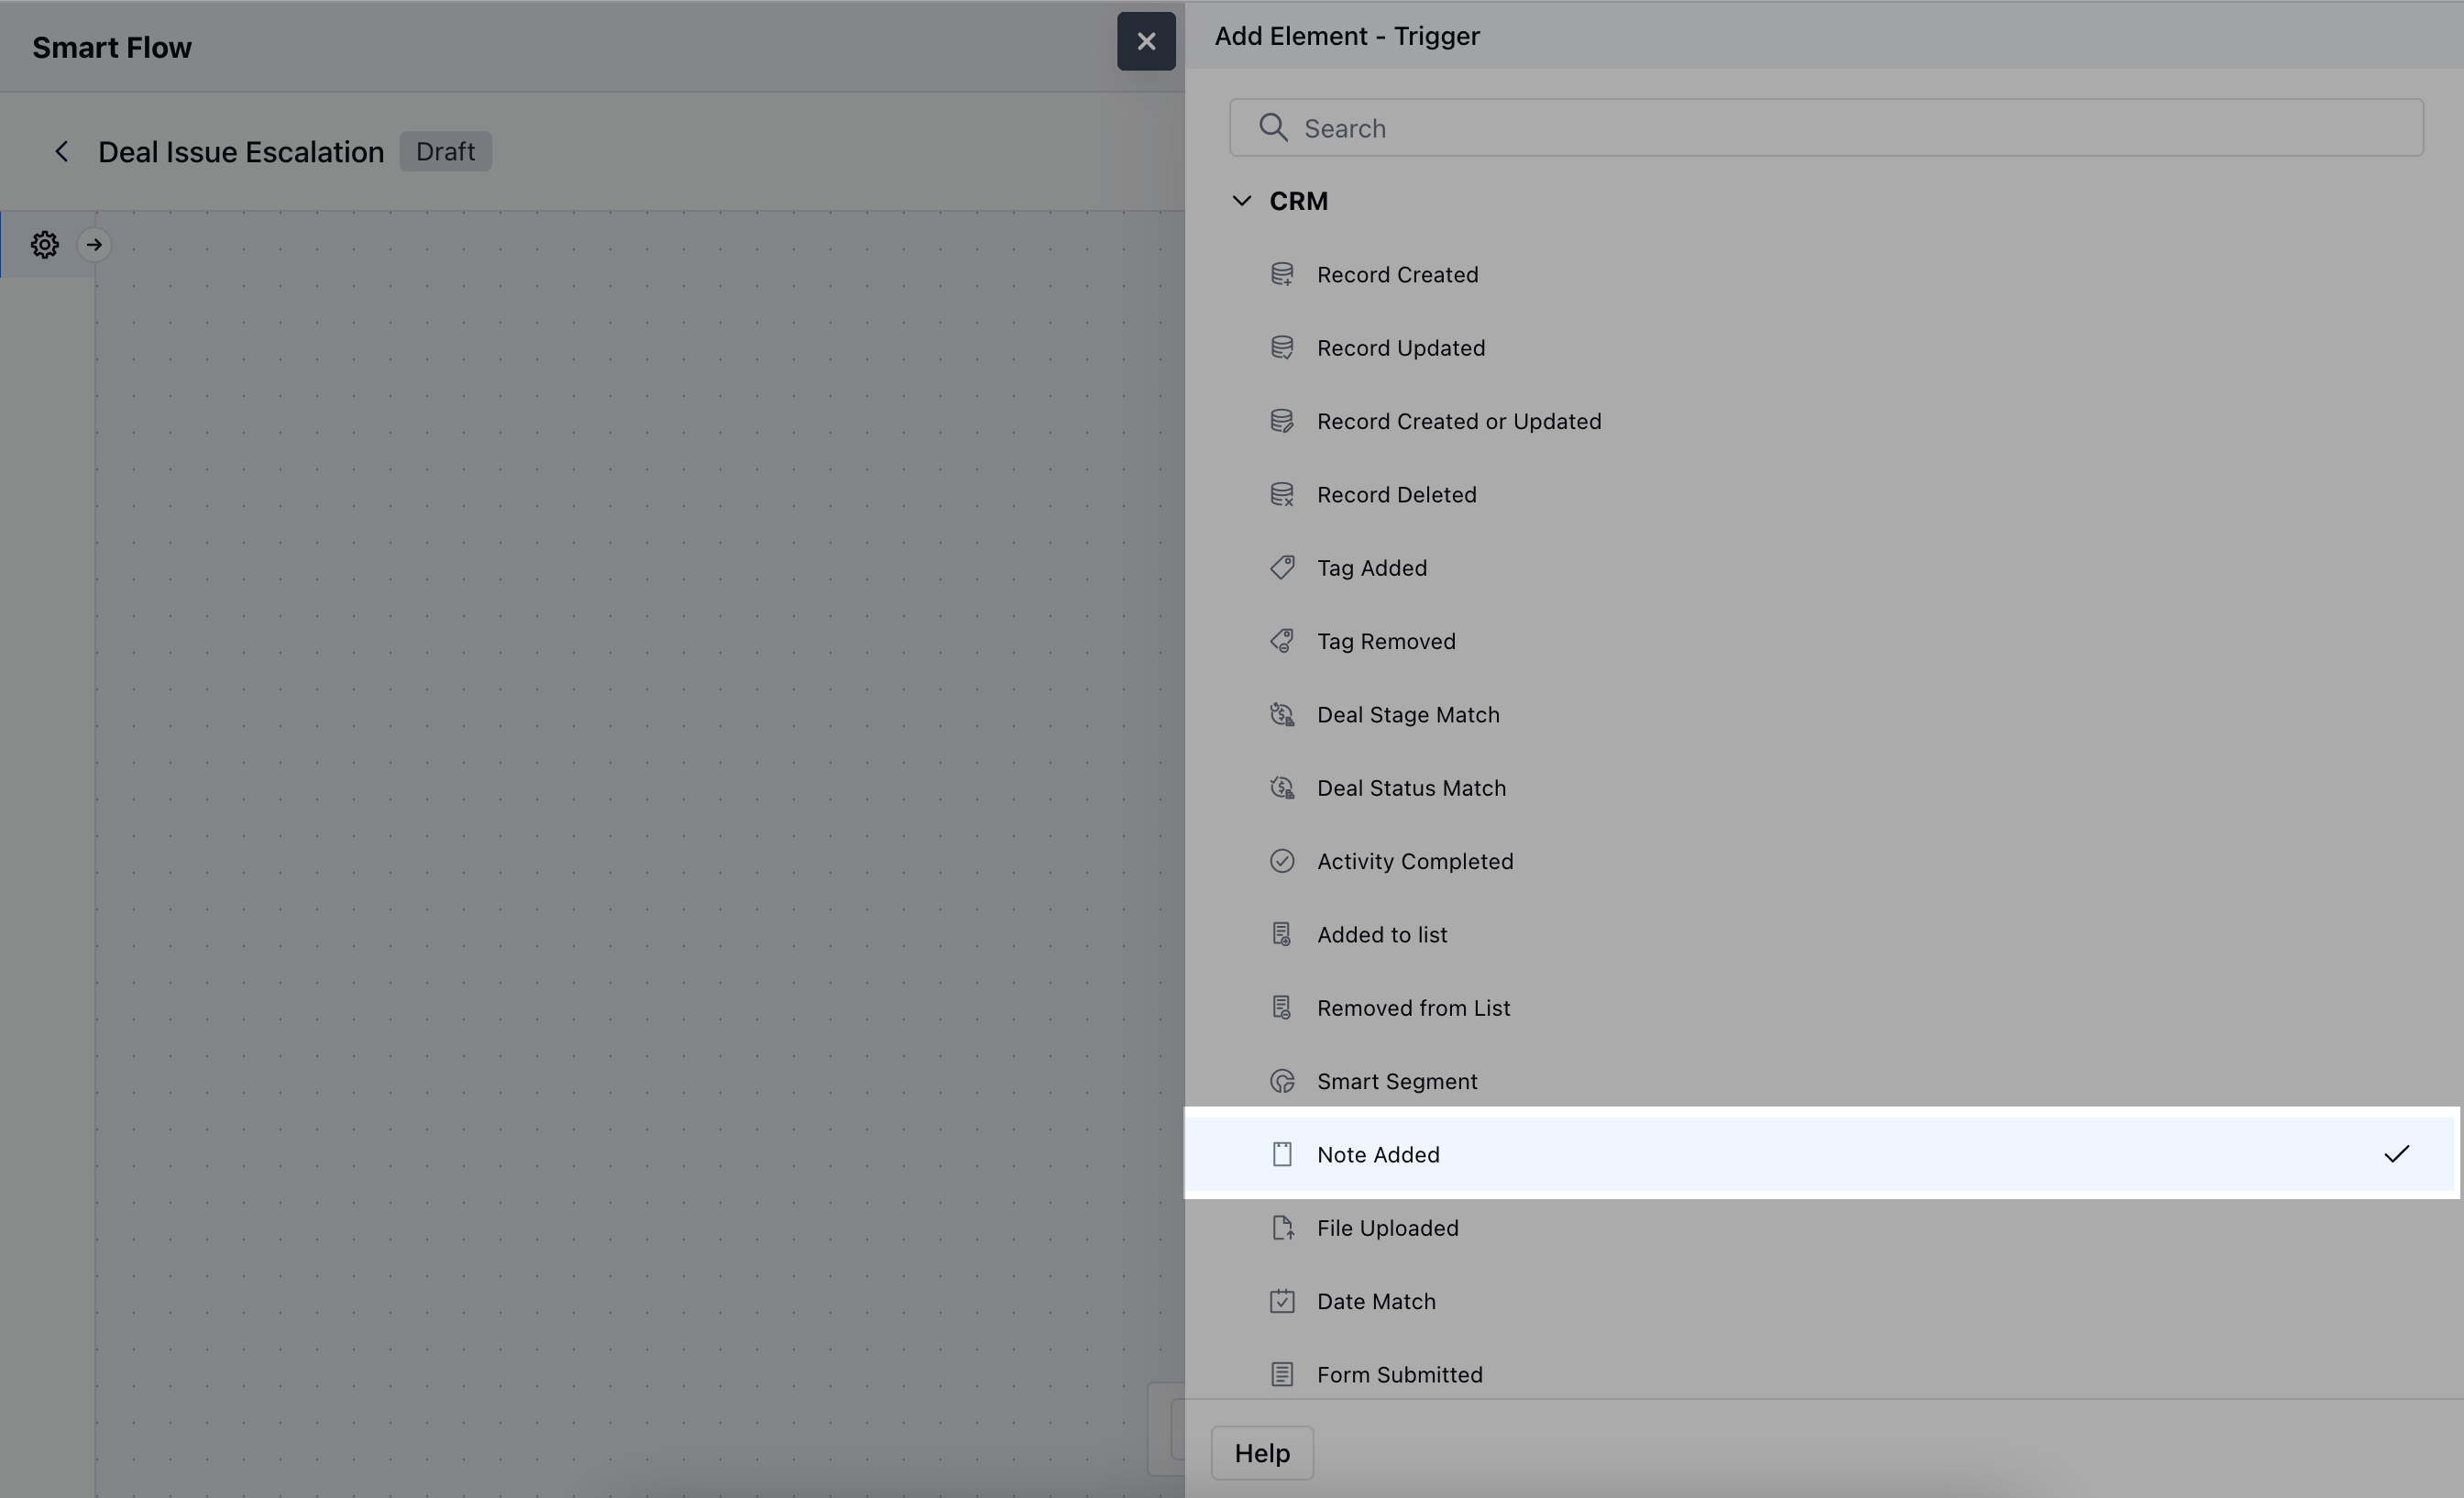 Smart Flow
Add Element - Trigger
Search
Deal Issue Escalation Draft
CRM
Record Created
Record Updated
Record Created or Updated
Record Deleted
Tag Added
Tag Removed
Deal Stage Match
Deal Status Match
Activity Completed
Added to list
Removed from List
Smart Segment
Note Added
File Uploaded
Date Match
Form Submitted
Help